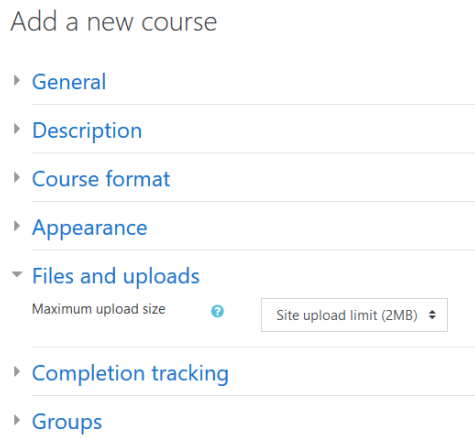 Add a new course
General
Description
Course format
Appearance
Files and uploads
Maximum upload size ? Site upload limit (2MB)
Completion tracking
Groups